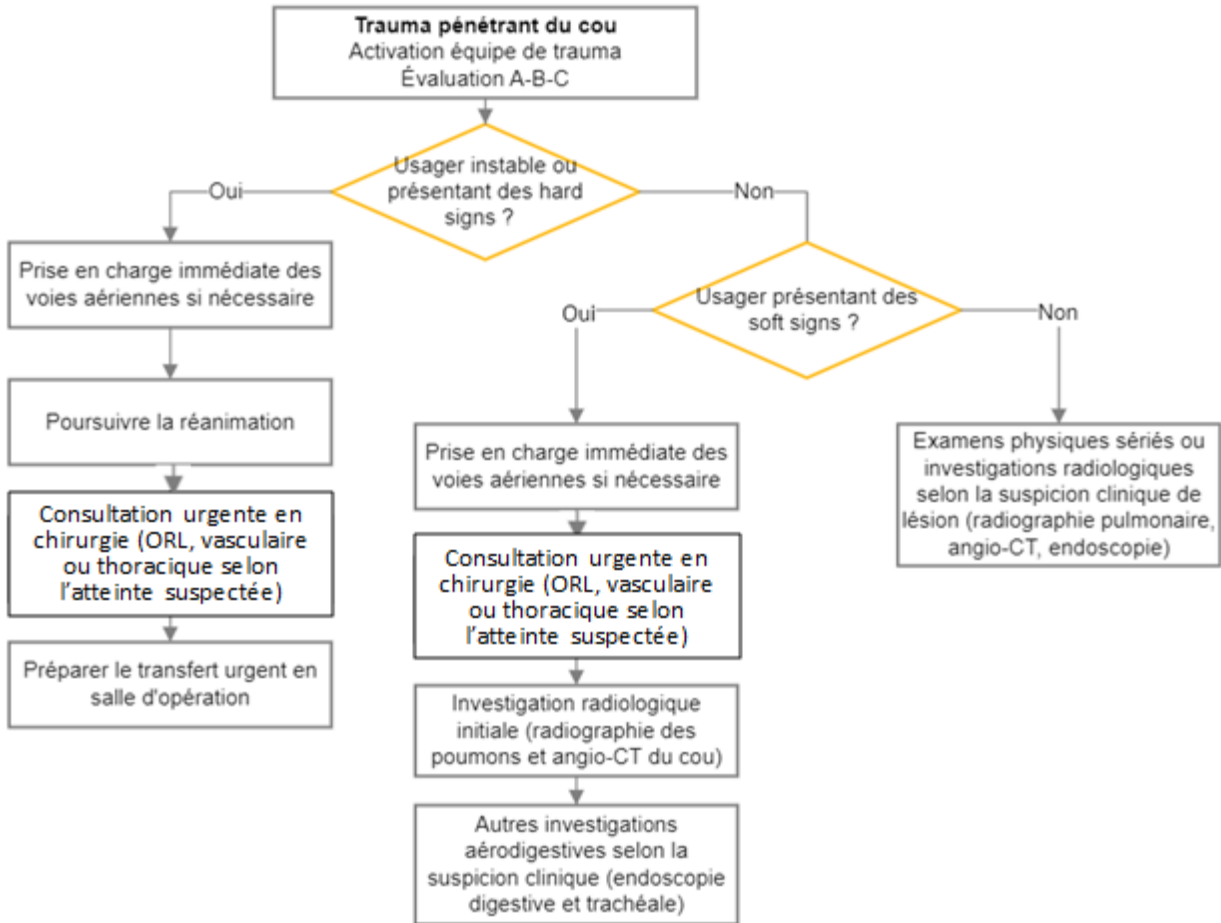 Trauma pénétrant du cou
Activation équipe de trauma
Évaluation A-B-C
Usager instable ou
présentant des hard
signs ?
Oui
Non
Prise en charge immédiate des
voies aériennes si nécessaire
Poursuivre la réanimation
Consultation urgente en
chirurgie (ORL, vasculaire
ou thoracique selon
l'atteinte suspectée)
Préparer le transfert urgent en
salle d'opération
Usager présentant des
soft signs ?
Oui
Non
Prise en charge immédiate des
voies aériennes si nécessaire
Consultation urgente en
chirurgie (ORL, vasculaire
ou thoracique selon
l'atteinte suspectée)
Investigation radiologique
initiale (radiographie des
poumons et angio-CT du cou)
Autres investigations
aérodigestives selon la
suspicion clinique (endoscopie
digestive et trachéale)
Examens physiques sériés ou
investigations radiologiques
selon la suspicion clinique de
lésion (radiographie pulmonaire,
angio-CT, endoscopie)